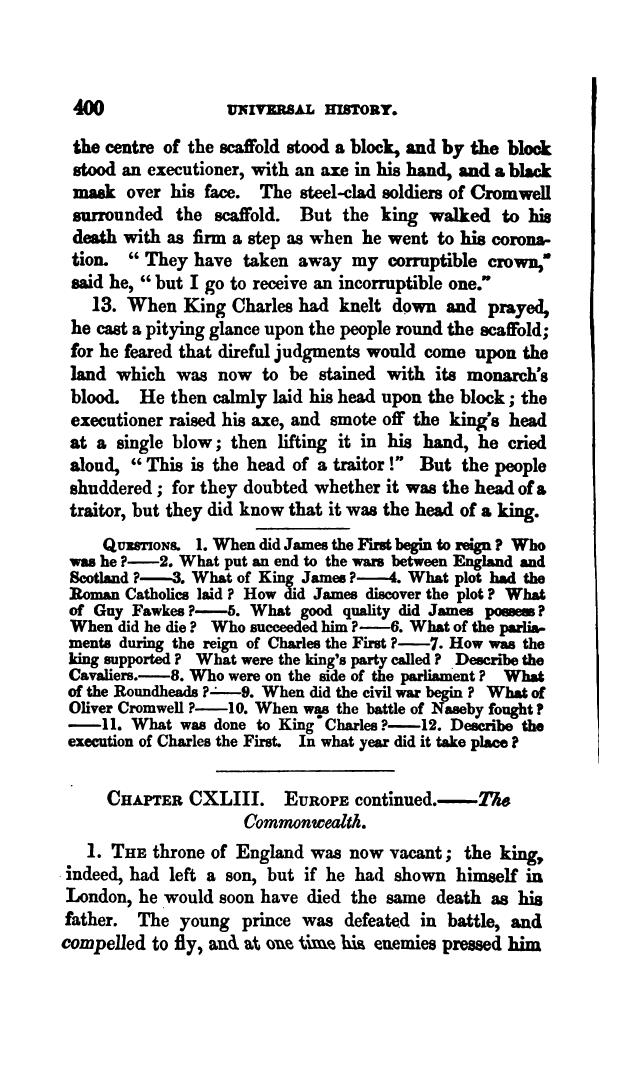 400 UNIVERSAL HISTORY.
the centre of the scaffold stood a block, and by the block
stood an executioner, with an axe in his hand, and a black
mask over his face. The steel-clad soldiers of Cromwell
surrounded the scaffold. But the king walked to his
death with as firm a step as when he went to his corona-
tion. “ They have taken away my corruptible crown,”
said he, “ but I go to receive an incorruptible one.”
13. When King Charles had knelt down and prayed,
he cast a pitying glance upon the people round the scaffold;
for he feared that direful judgments would come upon the
land which was now to be stained with its monarch's
blood. He then calmly laid his head upon the block ; the
executioner raised his axe, and smote off the king's head
at a single blow; then lifting it in his hand, he cried
aloud, “ This is the head of a traitor !” But the people
shuddered ; for they doubted whether it was the head of a
traitor, but they did know that it was the head of a king.
QUESTIONS. 1. When did James the First begin to reign ? Who
was he ?——2. What put an end to the wars between England and
Scotland ?——3. What of King James ?——4. What plot had the
Roman Catholics laid ? How did James discover the plot ? What
of Guy Fawkes ?——5. What good quality did James possess ?
When did he die ? Who succeeded him ?——6. What of the parlia-
ments during the reign of Charles the First ?——7. How was the
king supported ? What were the king's party called ? Describe the
Cavaliers.——8. Who were on the side of the parliament ? What
of the Roundheads ?——9. When did the civil war begin ? What of
Oliver Cromwell ?——10. When was the battle of Naseby fought ?
——11. What was done to King Charles ?——12. Describe the
execution of Charles the First. In what year did it take place ?
CHAPTER CXLIII. EUROPE continued.——The
Commonwealth.
1. THE throne of England was now vacant ; the king,
indeed, had left a son, but if he had shown himself in
London, he would soon have died the same death as his
father. The young prince was defeated in battle, and
compelled to fly, and at one time his enemies pressed him